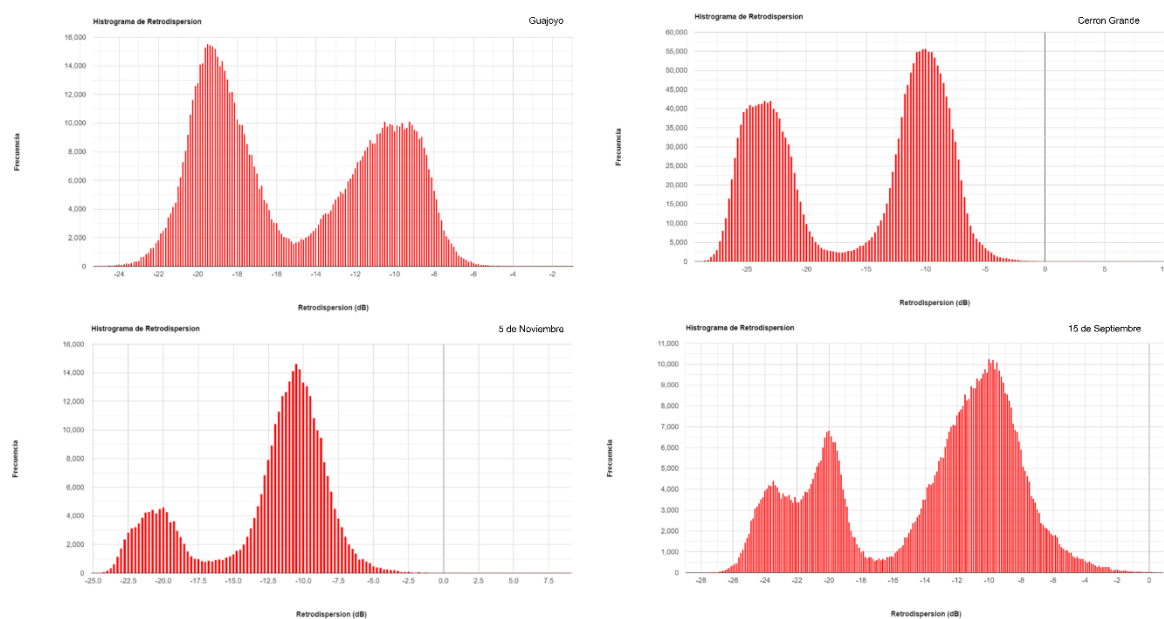 Histrograma de Retrodispersion
Guajoyo
Frecuencia
16,000
14,000
12,000
10,000
8,000
6,000
4,000
2,000
0
-24 -22 -20 -18 -16 -14 -12 -10 -8 -6 -4 -2
Retrodispersion (dB)
Histrograma de Retrodispersion
Cerron Grande
Frecuencia
60,000
55,000
50,000
45,000
40,000
35,000
30,000
25,000
20,000
15,000
10,000
5,000
0
-25 -20 -15 -10 -5 0 5 10
Retrodispersion (dB)
Histrograma de Retrodispersion
5 de Noviembre
Frecuencia
16,000
14,000
12,000
10,000
8,000
6,000
4,000
2,000
0
-25.0 -22.5 -20.0 -17.5 -15.0 -12.5 -10.0 -7.5 -5.0 -2.5 0.0 2.5 5.0 7.5
Retrodispersion (dB)
Histrograma de Retrodispersion
15 de Septiembre
Frecuencia
11,000
10,000
9,000
8,000
7,000
6,000
5,000
4,000
3,000
2,000
1,000
0
-28 -26 -24 -22 -20 -18 -16 -14 -12 -10 -8 -6 -4 -2 0
Retrodispersion (dB)